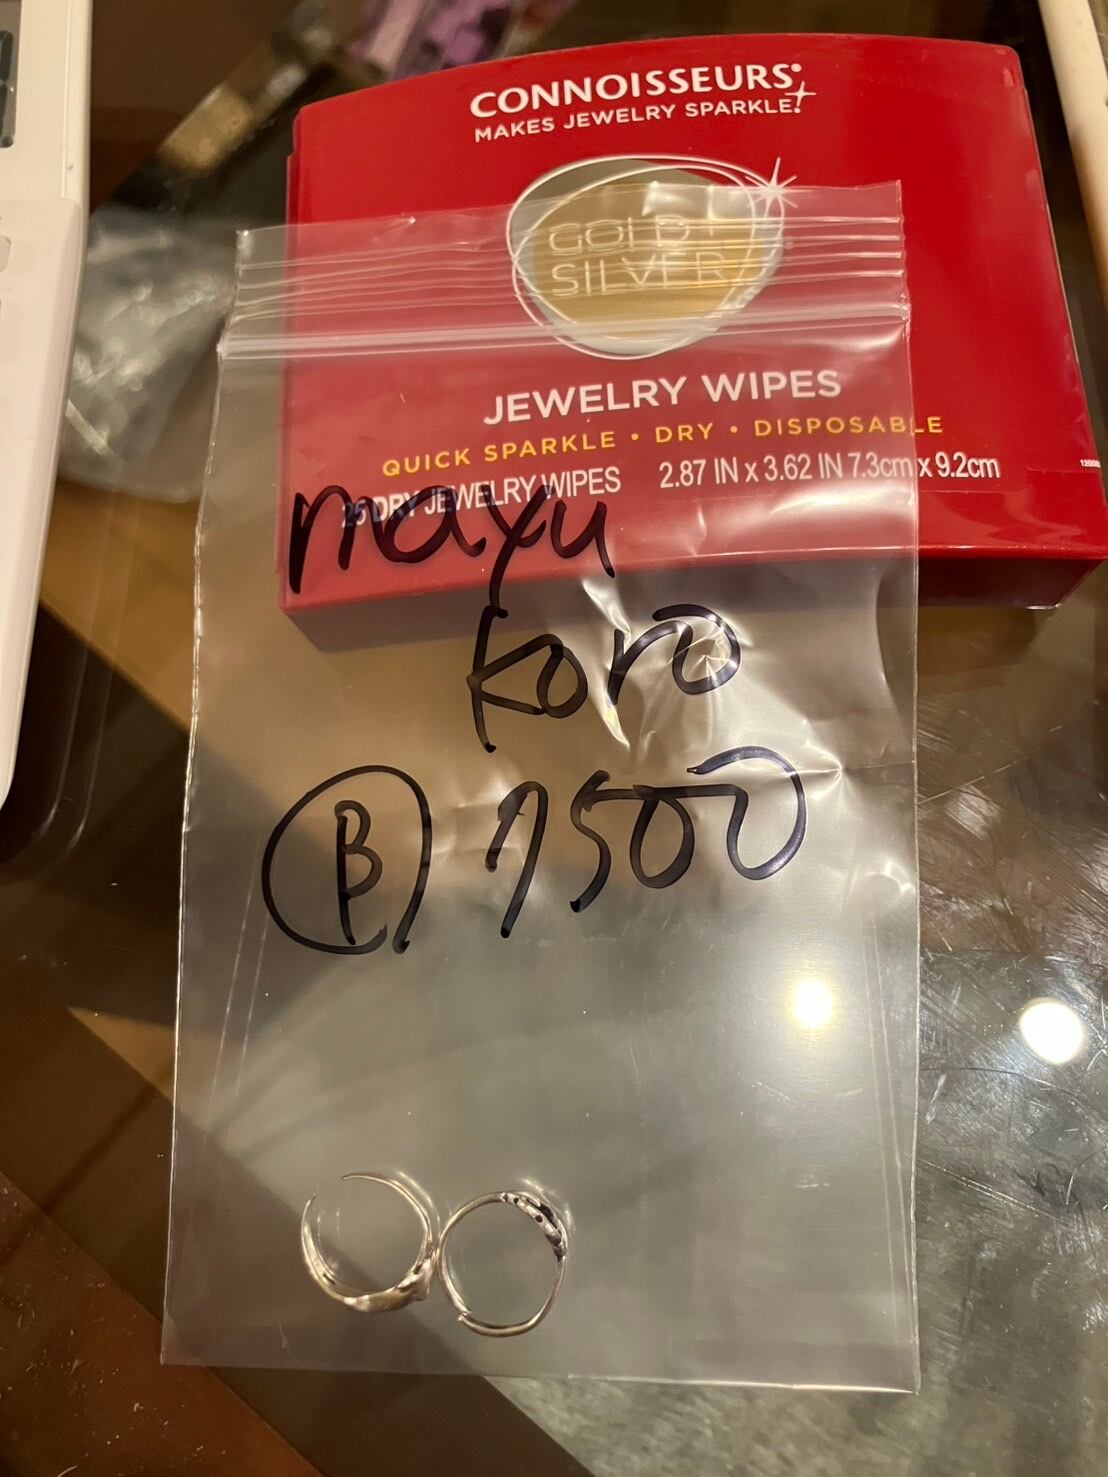 CONNOISSEURS
MAKES JEWELRY SPARKLE!
GOLD+
SILVER
JEWELRY WIPES
QUICK SPARKLE • DRY • DISPOSABLE
25 DRY JEWELRY WIPES 2.87 IN x 3.62 IN 7.3cm x 9.2cm
mayu
koro
Ⓑ 7500